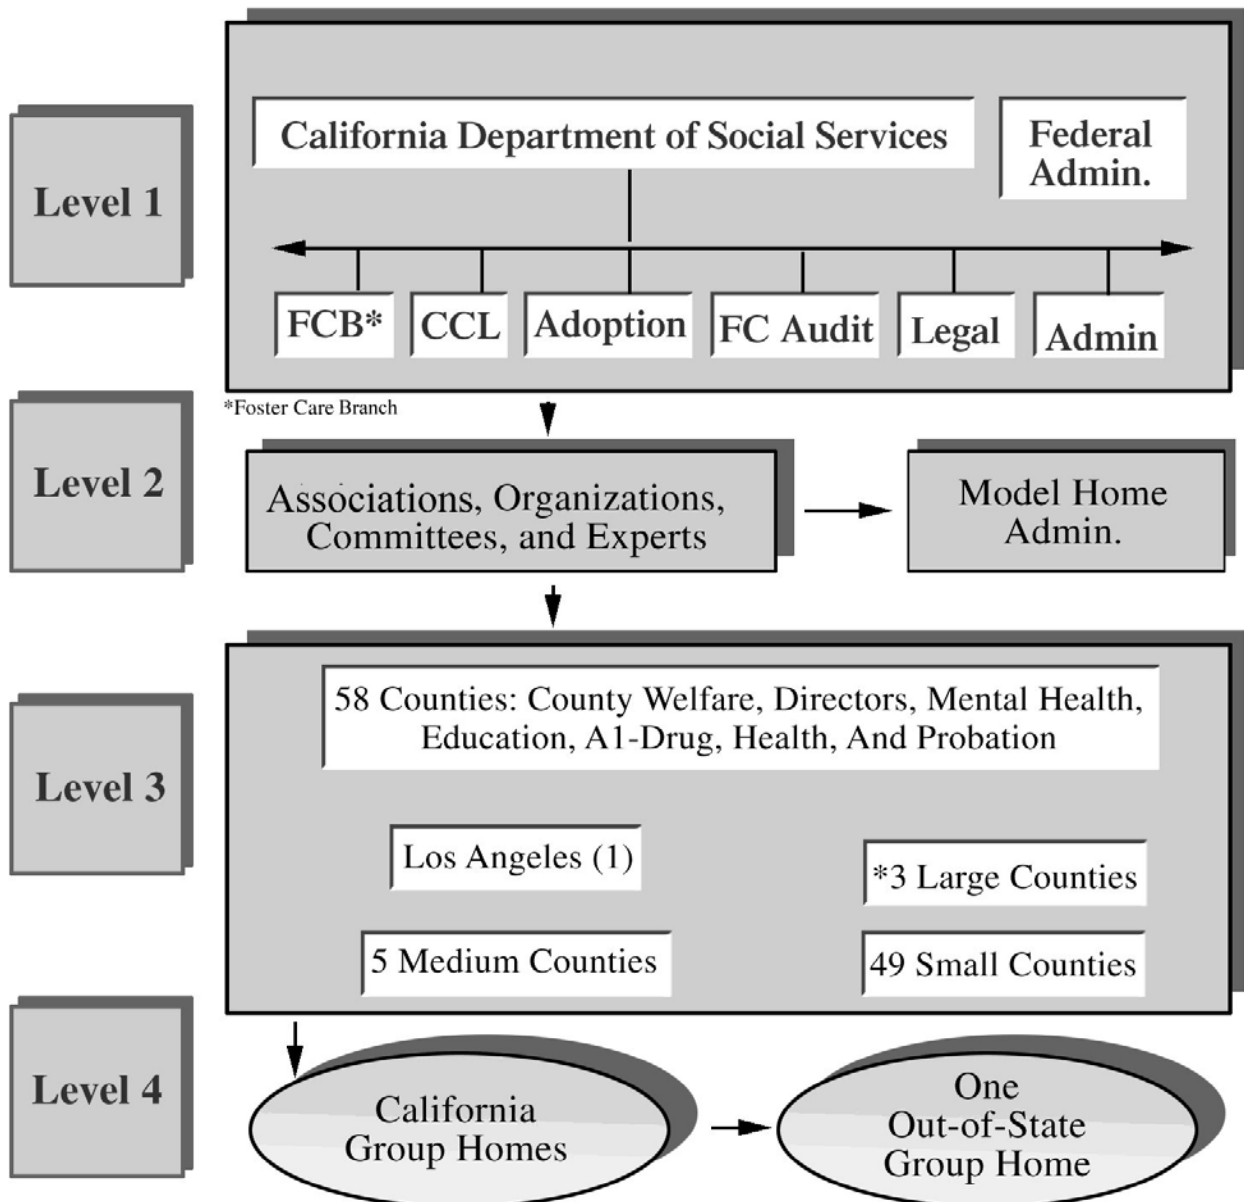 Level 1
California Department of Social Services
Federal
Admin.
FCB*
CCL
Adoption
FC Audit
Legal
Admin
*Foster Care Branch
Level 2
Associations, Organizations,
Committees, and Experts
Model Home
Admin.
Level 3
58 Counties: County Welfare, Directors, Mental Health,
Education, A1-Drug, Health, And Probation
Los Angeles (1)
*3 Large Counties
5 Medium Counties
49 Small Counties
Level 4
California
Group Homes
One
Out-of-State
Group Home